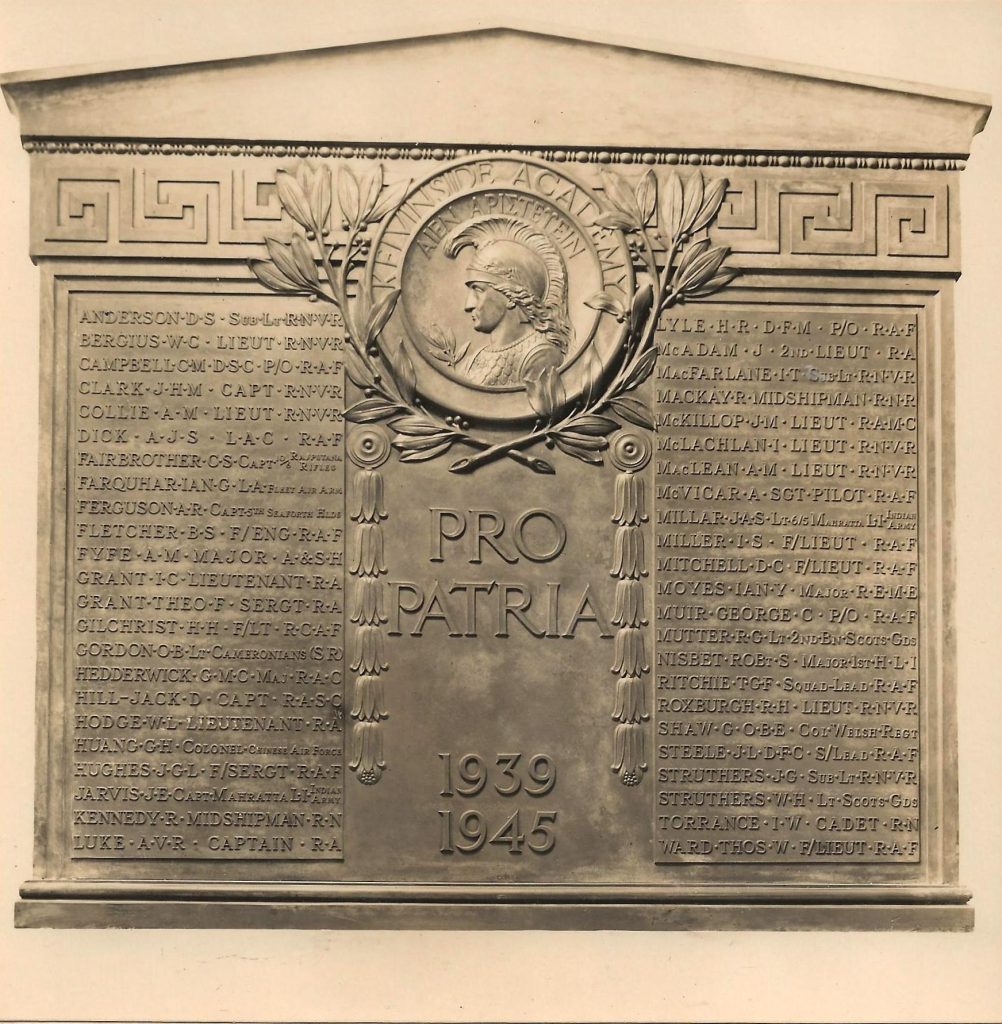 KELVINSIDE ACADEMY
ΑΙΕΝ ΑΡΙΣΤΕΥΕΙΝ
ANDERSON·D·S · SUB·LT·R·N·V·R
BERGIUS·W·C · LIEUT·R·N·V·R
CAMPBELL·C·M·D·S·C·P/O·R·A·F
CLARK·J·H·M · CAPT·R·N·V·R
COLLIE·A·M · LIEUT·R·N·V·R
DICK·A·J·S · L·A·C · R·A·F
FAIRBROTHER·C·S·CAPT· RAJPUTANA RIFLES
FARQUHAR·IAN·G·L·A·FLEET AIR ARM
FERGUSON·A·R·CAPT·5TH SEAFORTH HLDS
FLETCHER·B·S·F/ENG·R·A·F
FYFE·A·M·MAJOR·A·&S·H
GRANT·I·C·LIEUTENANT·R·A
GRANT·THEO·F·SERGT·R·A
GILCHRIST·H·H·F/LT·R·C·A·F
GORDON·O·B·LT·CAMERONIANS (S·R)
HEDDERWICK·G·M·C·MAJ·R·A·C
HILL-JACK·D·CAPT·R·A·S·C
HODGE·W·L·LIEUTENANT·R·A
HUANG·G·H·COLONEL·CHINESE AIR FORCE
HUGHES·J·G·L·F/SERGT·R·A·F
JARVIS·J·E·CAPT·MAHRATTA L·I INDIAN ARMY
KENNEDY·R·MIDSHIPMAN·R·N
LUKE·A·V·R·CAPTAIN·R·A
PRO
PATRIA
1939
1945
LYLE·H·R·D·F·M·P/O·R·A·F
McADAM·J·2ND·LIEUT·R·A
MACFARLANE·I·T·SUB·LT·R·N·V·R
MACKAY·R·MIDSHIPMAN·R·N·R
McKILLOP·J·M·LIEUT·R·A·M·C
McLACHLAN·I·LIEUT·R·N·V·R
MACLEAN·A·M·LIEUT·R·N·V·R
McVICAR·A·SGT·PILOT·R·A·F
MILLAR·J·A·S·LT·6/5 MAHRATTA L·I INDIAN ARMY
MILLER·I·S·F/LIEUT·R·A·F
MITCHELL·D·C·F/LIEUT·R·A·F
MOYES·IAN·Y·MAJOR·R·E·M·E
MUIR·GEORGE·C·P/O·R·A·F
MUTTER·R·G·LT·2ND·BN·SCOTS·GDS
NISBET·ROBT·S·MAJOR·1ST·H·L·I
RITCHIE·T·G·F·SQUAD·LEAD·R·A·F
ROXBURGH·R·H·LIEUT·R·N·V·R
SHAW·G·O·B·E·COL·WELSH·REGT
STEELE·J·L·D·F·C·S/LEAD·R·A·F
STRUTHERS·J·G·SUB·LT·R·N·V·R
STRUTHERS·W·H·LT·SCOTS·GDS
TORRANCE·I·W·CADET·R·N
WARD·THOS·W·F/LIEUT·R·A·F